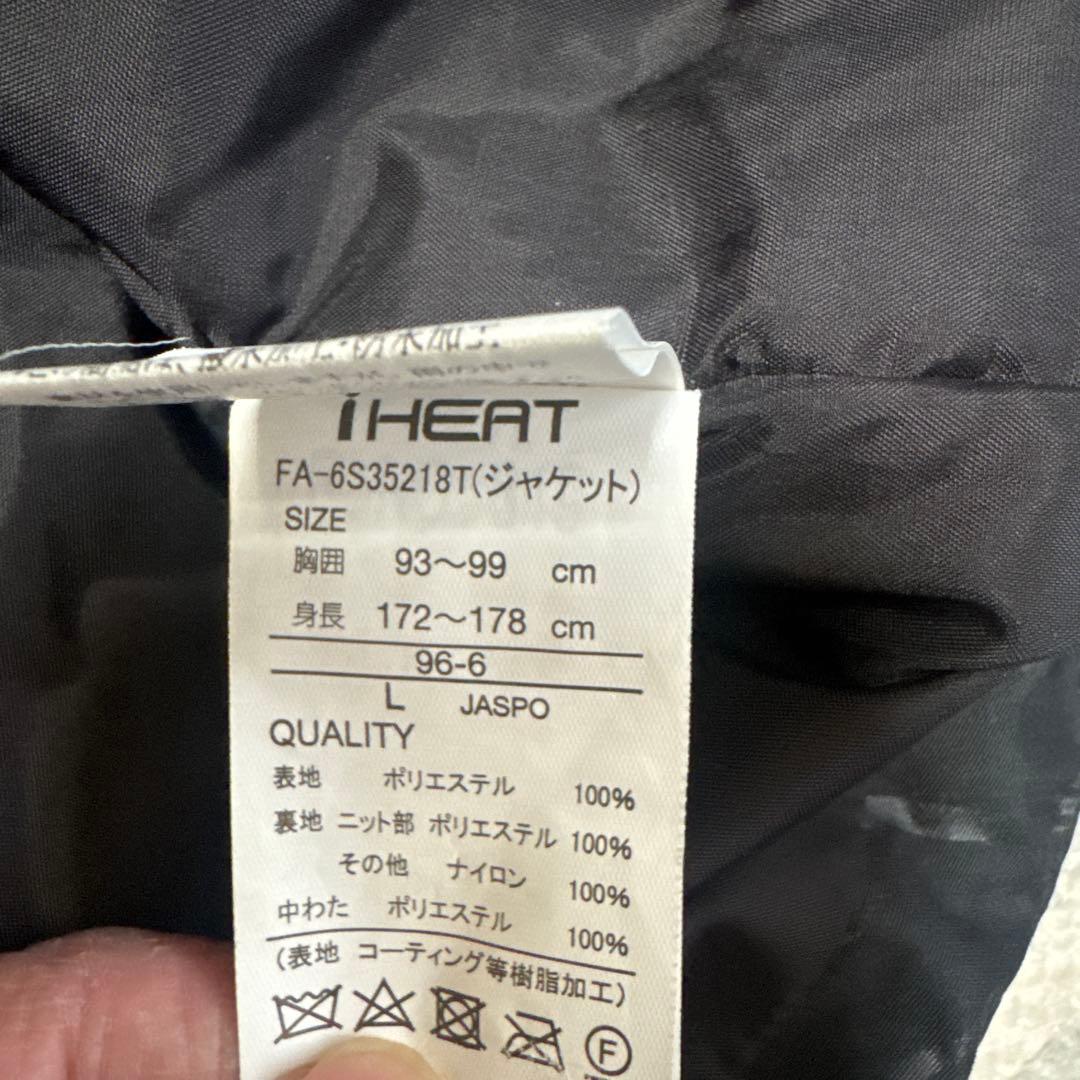 iHEAT
FA-6S35218T(ジャケット)
SIZE
胸囲 93～99 cm
身長 172～178 cm
96-6
L JASPO
QUALITY
表地 ポリエステル 100%
裏地 ニット部 ポリエステル 100%
その他 ナイロン 100%
中わた ポリエステル 100%
(表地 コーティング等樹脂加工)
F